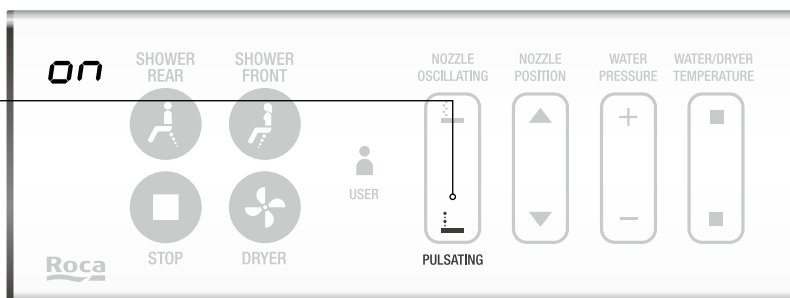 on
SHOWER
REAR
SHOWER
FRONT
NOZZLE
OSCILLATING
NOZZLE
POSITION
WATER
PRESSURE
WATER/DRYER
TEMPERATURE
USER
STOP
DRYER
PULSATING
Roca